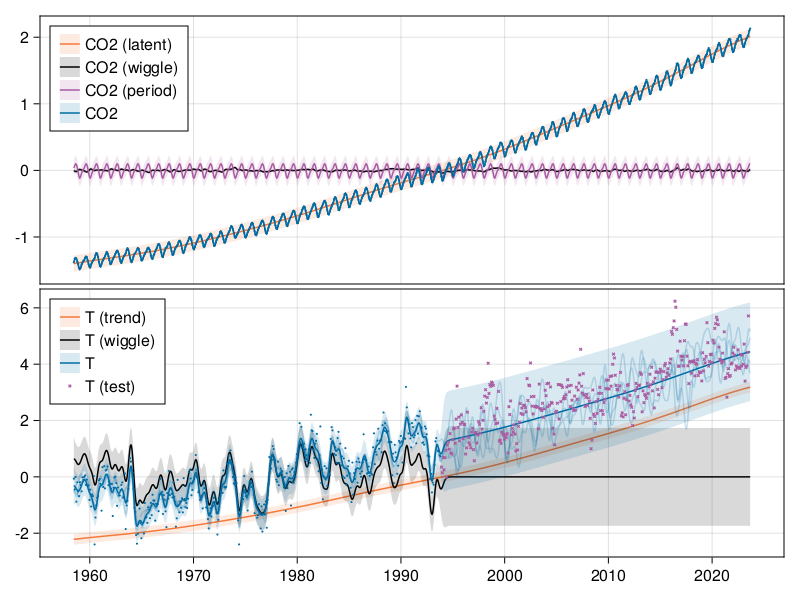 2
1
0
-1
CO2 (latent)
CO2 (wiggle)
CO2 (period)
CO2
6
4
2
0
-2
T (trend)
T (wiggle)
T
T (test)
1960 1970 1980 1990 2000 2010 2020